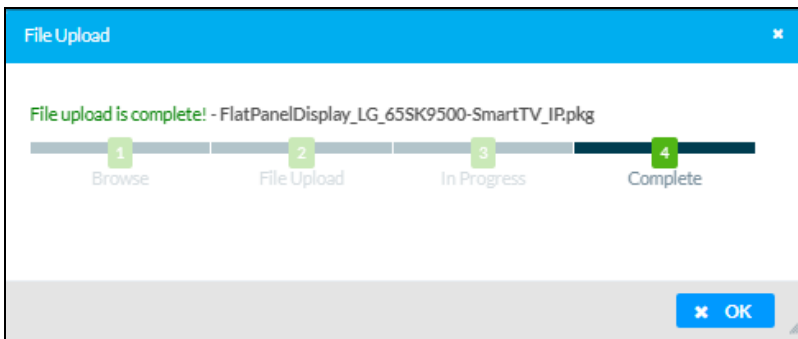 File Upload
File upload is complete! - FlatPanelDisplay_LG_65SK9500-SmartTV_IP.pkg
1 2 3 4
Browse File Upload In Progress Complete
OK